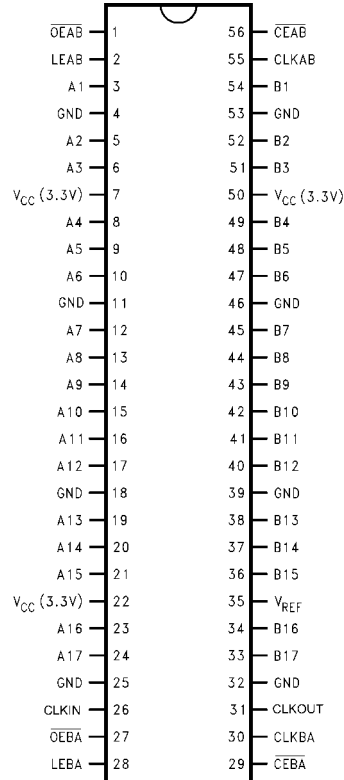 OEAB 1 56 CEAB
LEAB 2 55 CLKAB
A1 3 54 B1
GND 4 53 GND
A2 5 52 B2
A3 6 51 B3
VCC (3.3V) 7 50 VCC (3.3V)
A4 8 49 B4
A5 9 48 B5
A6 10 47 B6
GND 11 46 GND
A7 12 45 B7
A8 13 44 B8
A9 14 43 B9
A10 15 42 B10
A11 16 41 B11
A12 17 40 B12
GND 18 39 GND
A13 19 38 B13
A14 20 37 B14
A15 21 36 B15
VCC (3.3V) 22 35 VREF
A16 23 34 B16
A17 24 33 B17
GND 25 32 GND
CLKIN 26 31 CLKOUT
OEBA 27 30 CLKBA
LEBA 28 29 CEBA